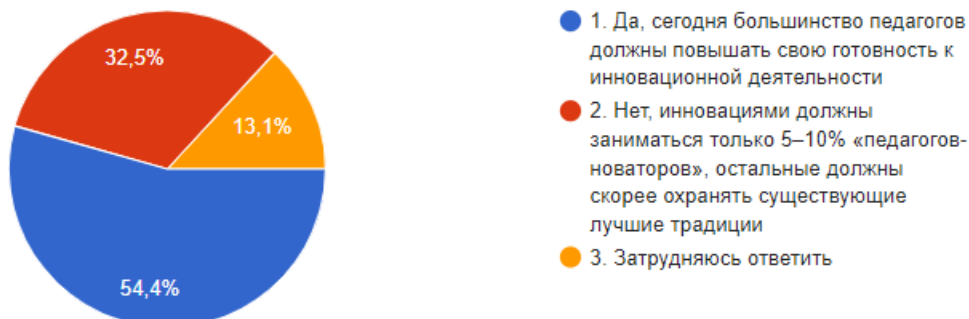 32,5%
13,1%
54,4%
1. Да, сегодня большинство педагогов
должны повышать свою готовность к
инновационной деятельности
2. Нет, инновациями должны
заниматься только 5–10% «педагогов-
новаторов», остальные должны
скорее охранять существующие
лучшие традиции
3. Затрудняюсь ответить